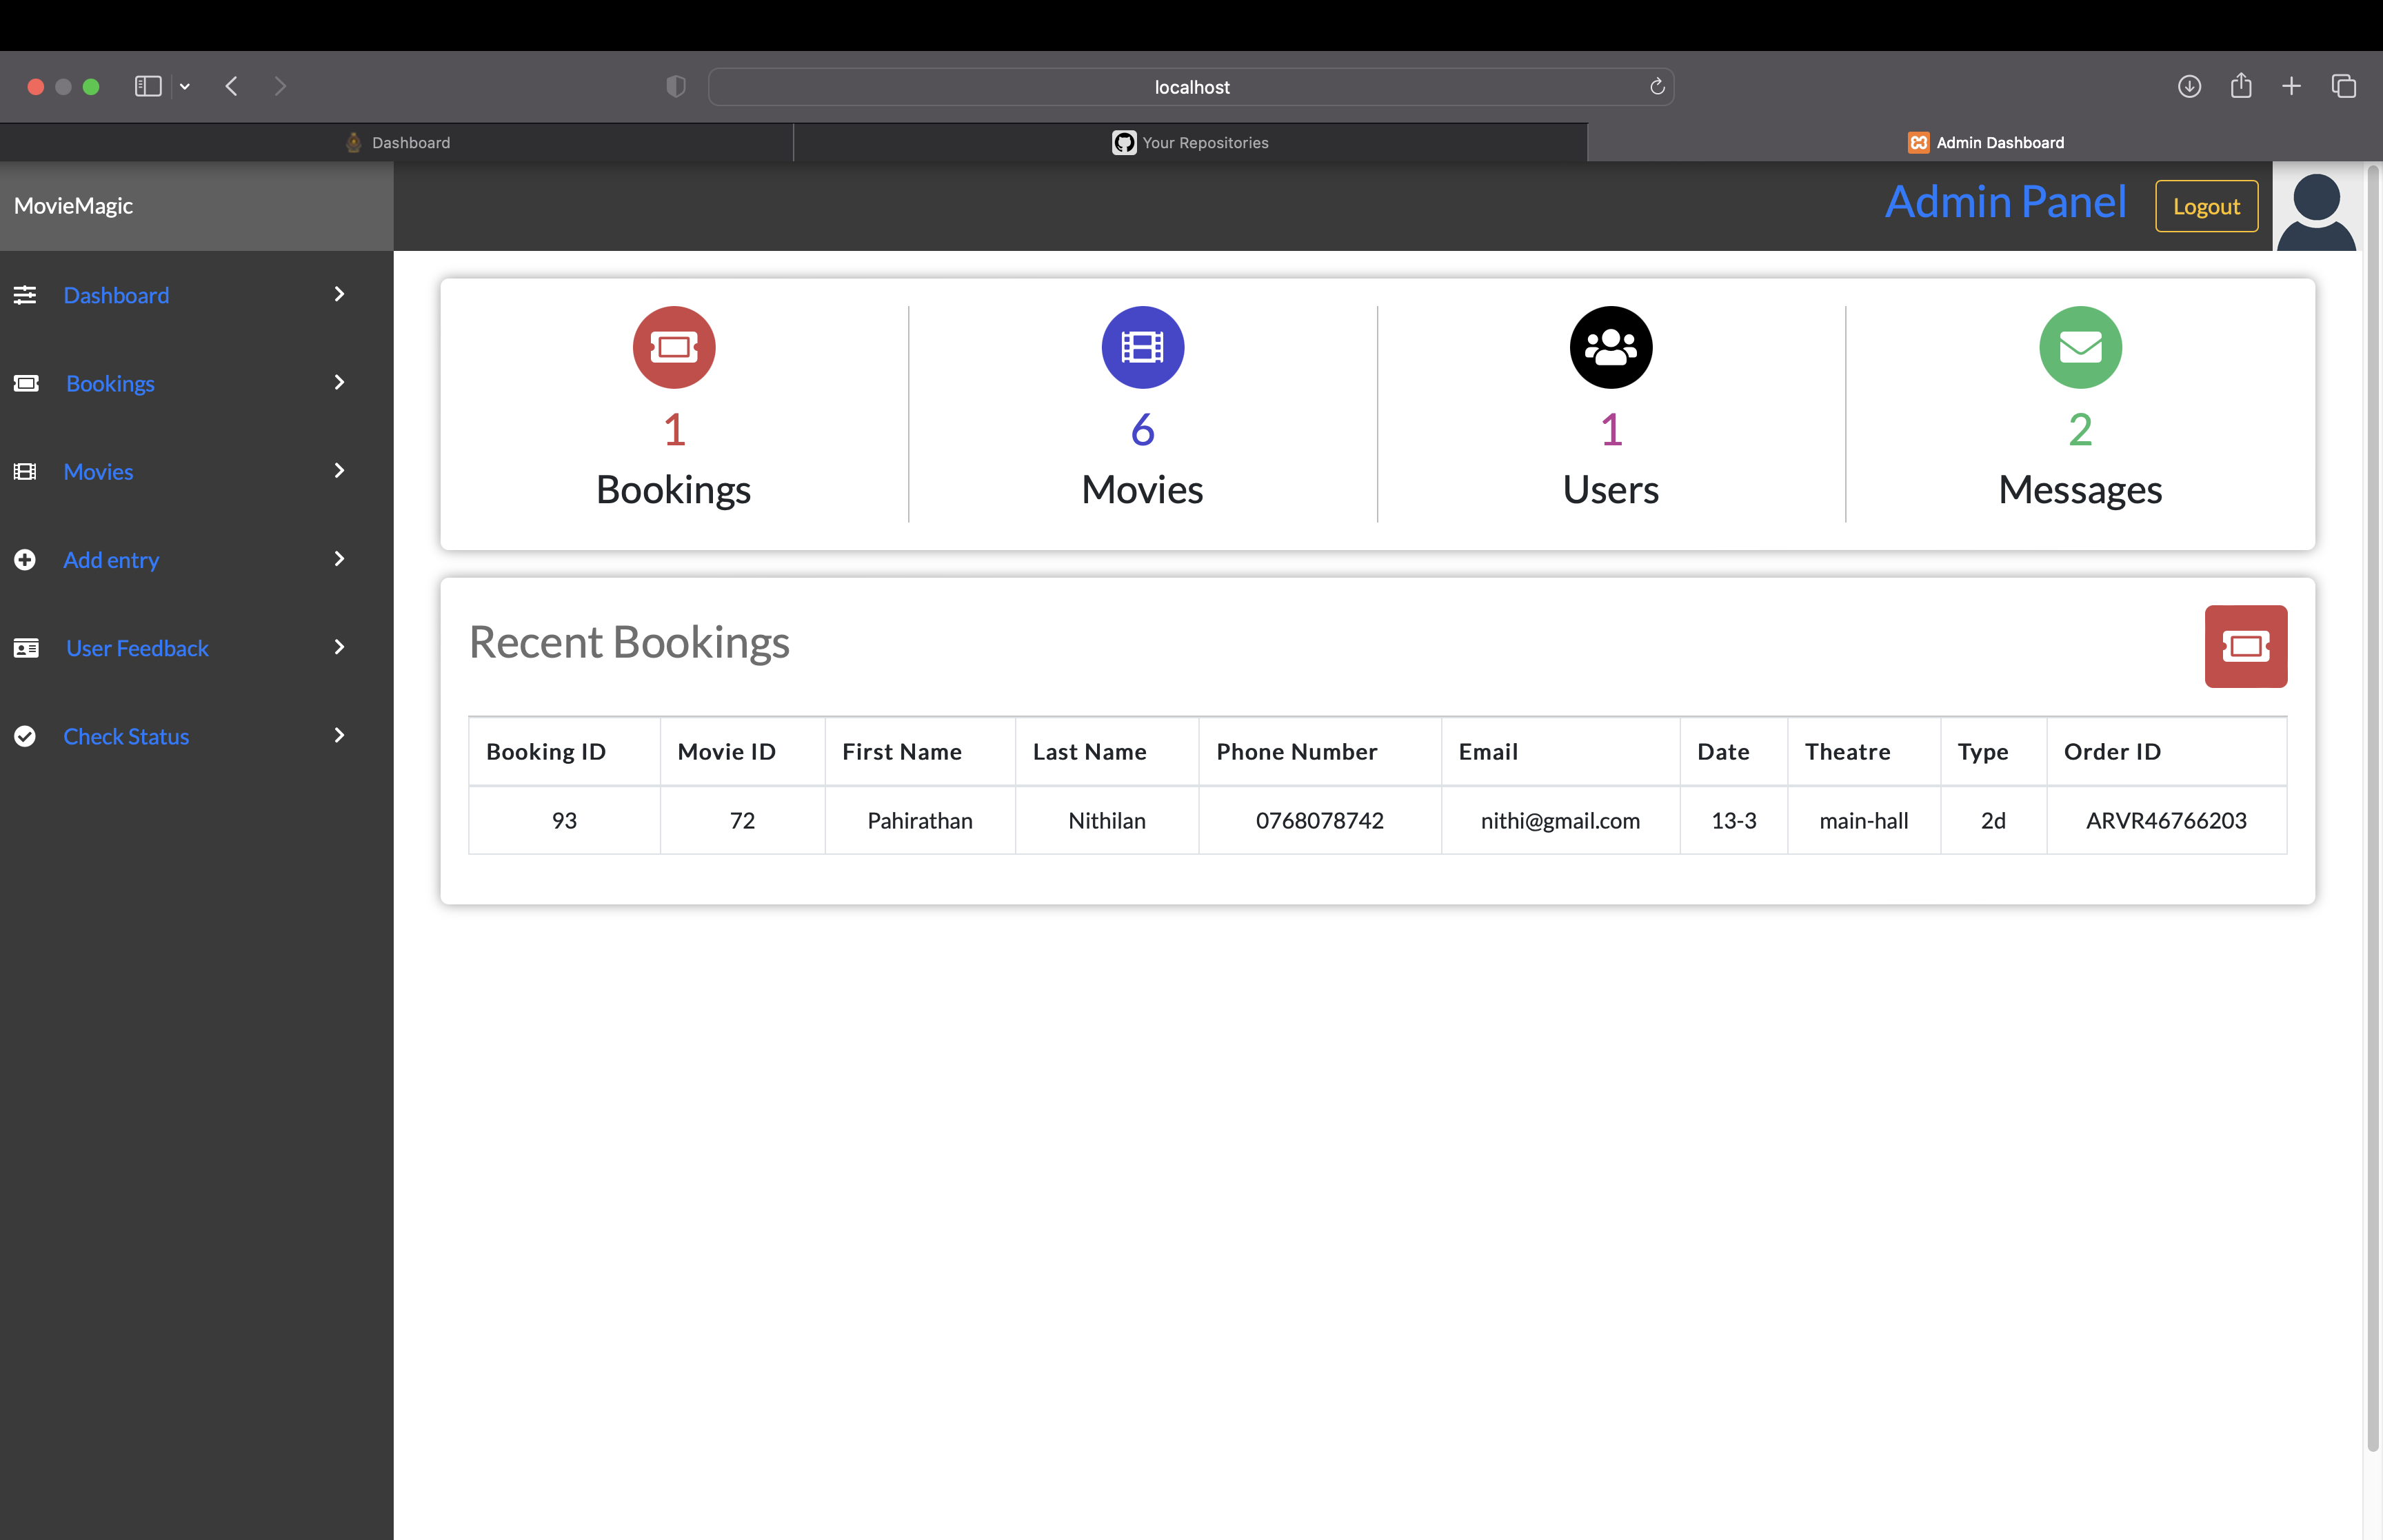 localhost
Dashboard
Your Repositories
Admin Dashboard
MovieMagic
Admin Panel
Logout
Dashboard
Bookings
Movies
Add entry
User Feedback
Check Status
1
Bookings
6
Movies
1
Users
2
Messages
Recent Bookings
Booking ID Movie ID First Name Last Name Phone Number Email Date Theatre Type Order ID
93 72 Pahirathan Nithilan 0768078742 nithi@gmail.com 13-3 main-hall 2d ARVR46766203